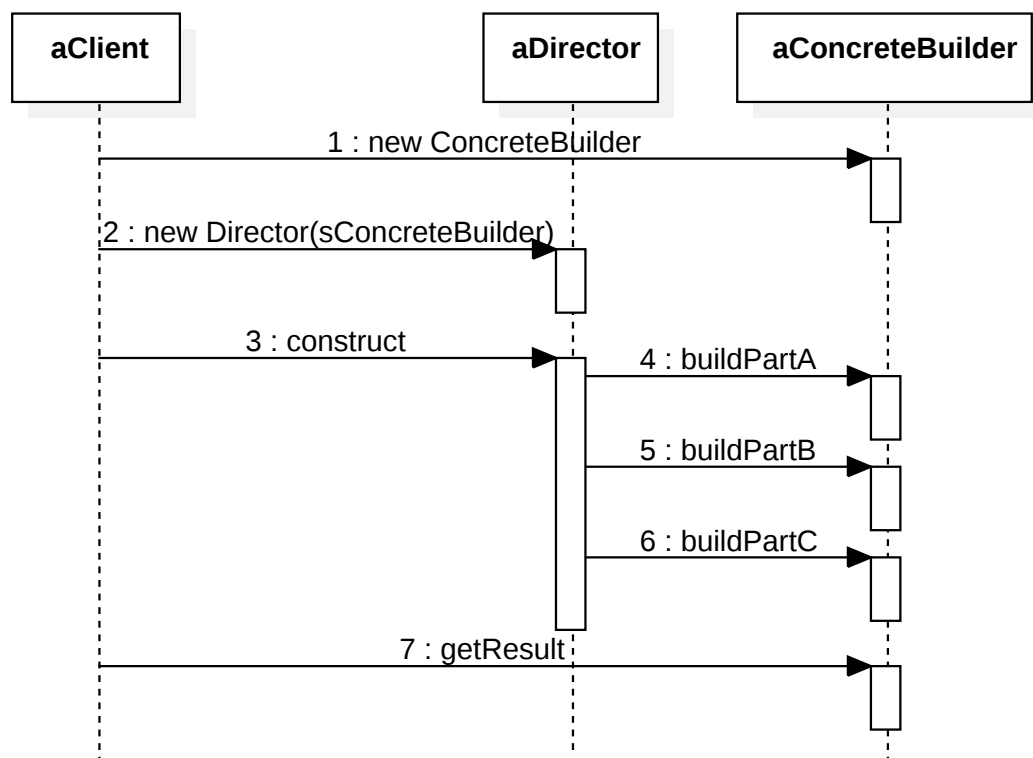 aClient
aDirector
aConcreteBuilder
1 : new ConcreteBuilder
2 : new Director(sConcreteBuilder)
3 : construct
4 : buildPartA
5 : buildPartB
6 : buildPartC
7 : getResult